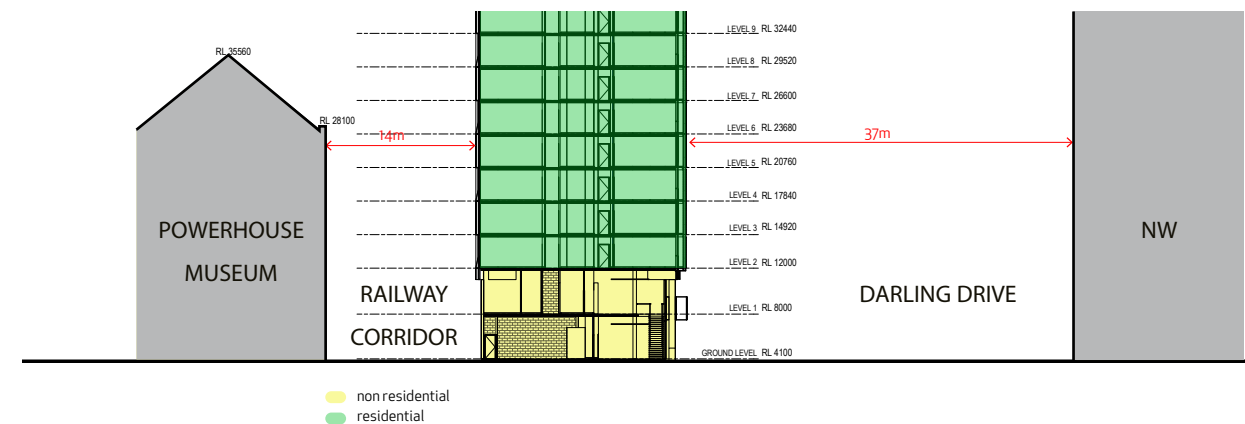 LEVEL 9 RL 32440
RL 35560
LEVEL 8 RL 29520
LEVEL 7 RL 26600
RL 28100
LEVEL 6 RL 23680
14m
37m
LEVEL 5 RL 20760
LEVEL 4 RL 17840
POWERHOUSE
MUSEUM
LEVEL 3 RL 14920
NW
LEVEL 2 RL 12000
RAILWAY
CORRIDOR
DARLING DRIVE
LEVEL 1 RL 8000
GROUND LEVEL RL 4100
non residential
residential